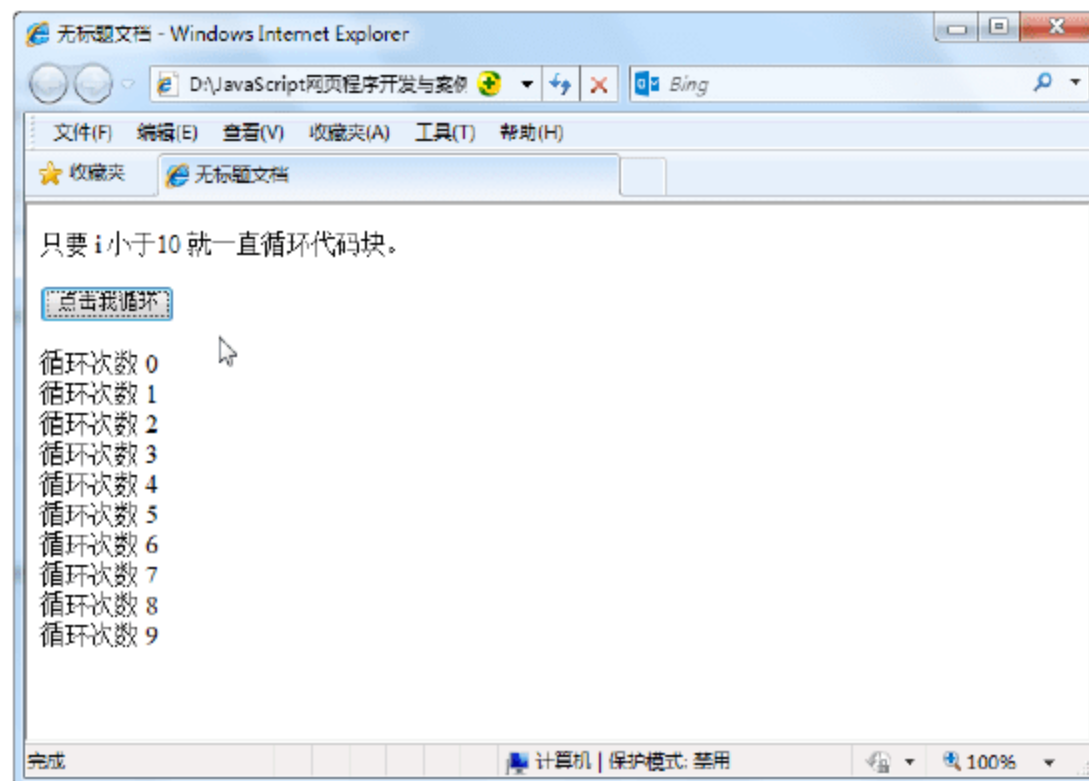 无标题文档 - Windows Internet Explorer
D:\JavaScript网页程序开发与案例
Bing
文件(F) 编辑(E) 查看(V) 收藏夹(A) 工具(T) 帮助(H)
收藏夹 无标题文档
只要 i 小于10 就一直循环代码块。
点击我循环
循环次数 0
循环次数 1
循环次数 2
循环次数 3
循环次数 4
循环次数 5
循环次数 6
循环次数 7
循环次数 8
循环次数 9
完成 计算机 | 保护模式: 禁用 100%